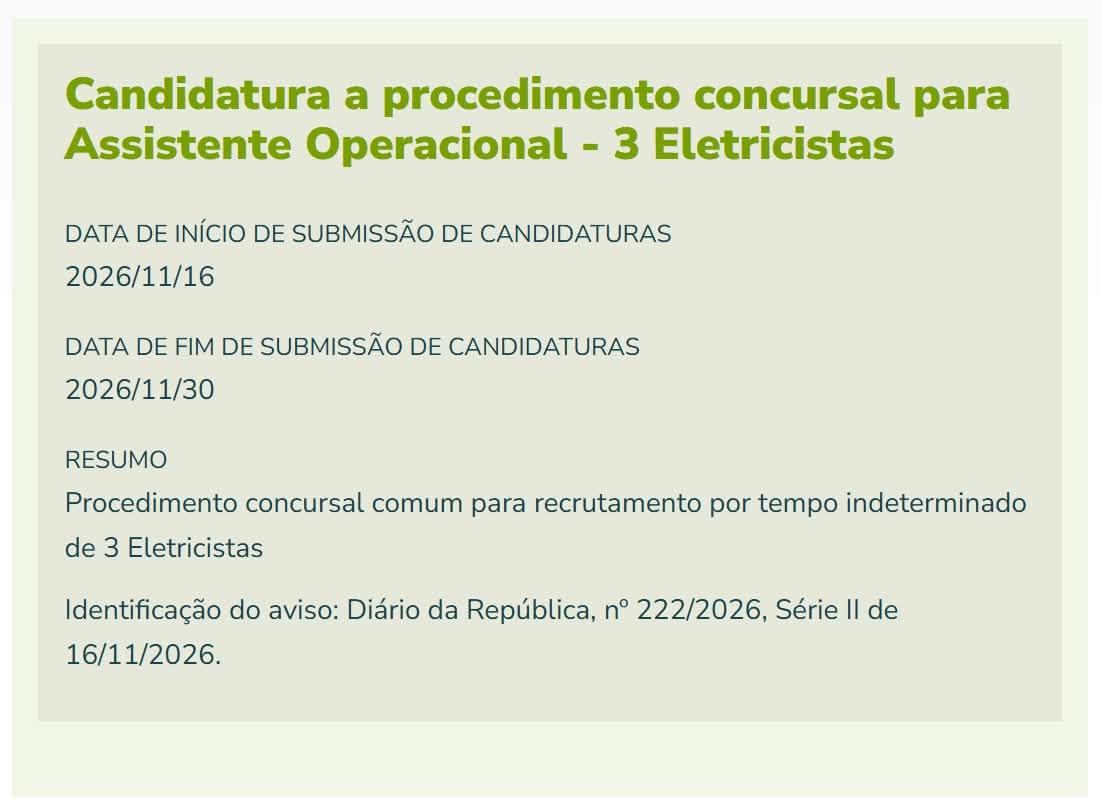 Candidatura a procedimento concursal para
Assistente Operacional - 3 Eletricistas
DATA DE INÍCIO DE SUBMISSÃO DE CANDIDATURAS
2026/11/16
DATA DE FIM DE SUBMISSÃO DE CANDIDATURAS
2026/11/30
RESUMO
Procedimento concursal comum para recrutamento por tempo indeterminado
de 3 Eletricistas
Identificação do aviso: Diário da República, nº 222/2026, Série II de
16/11/2026.